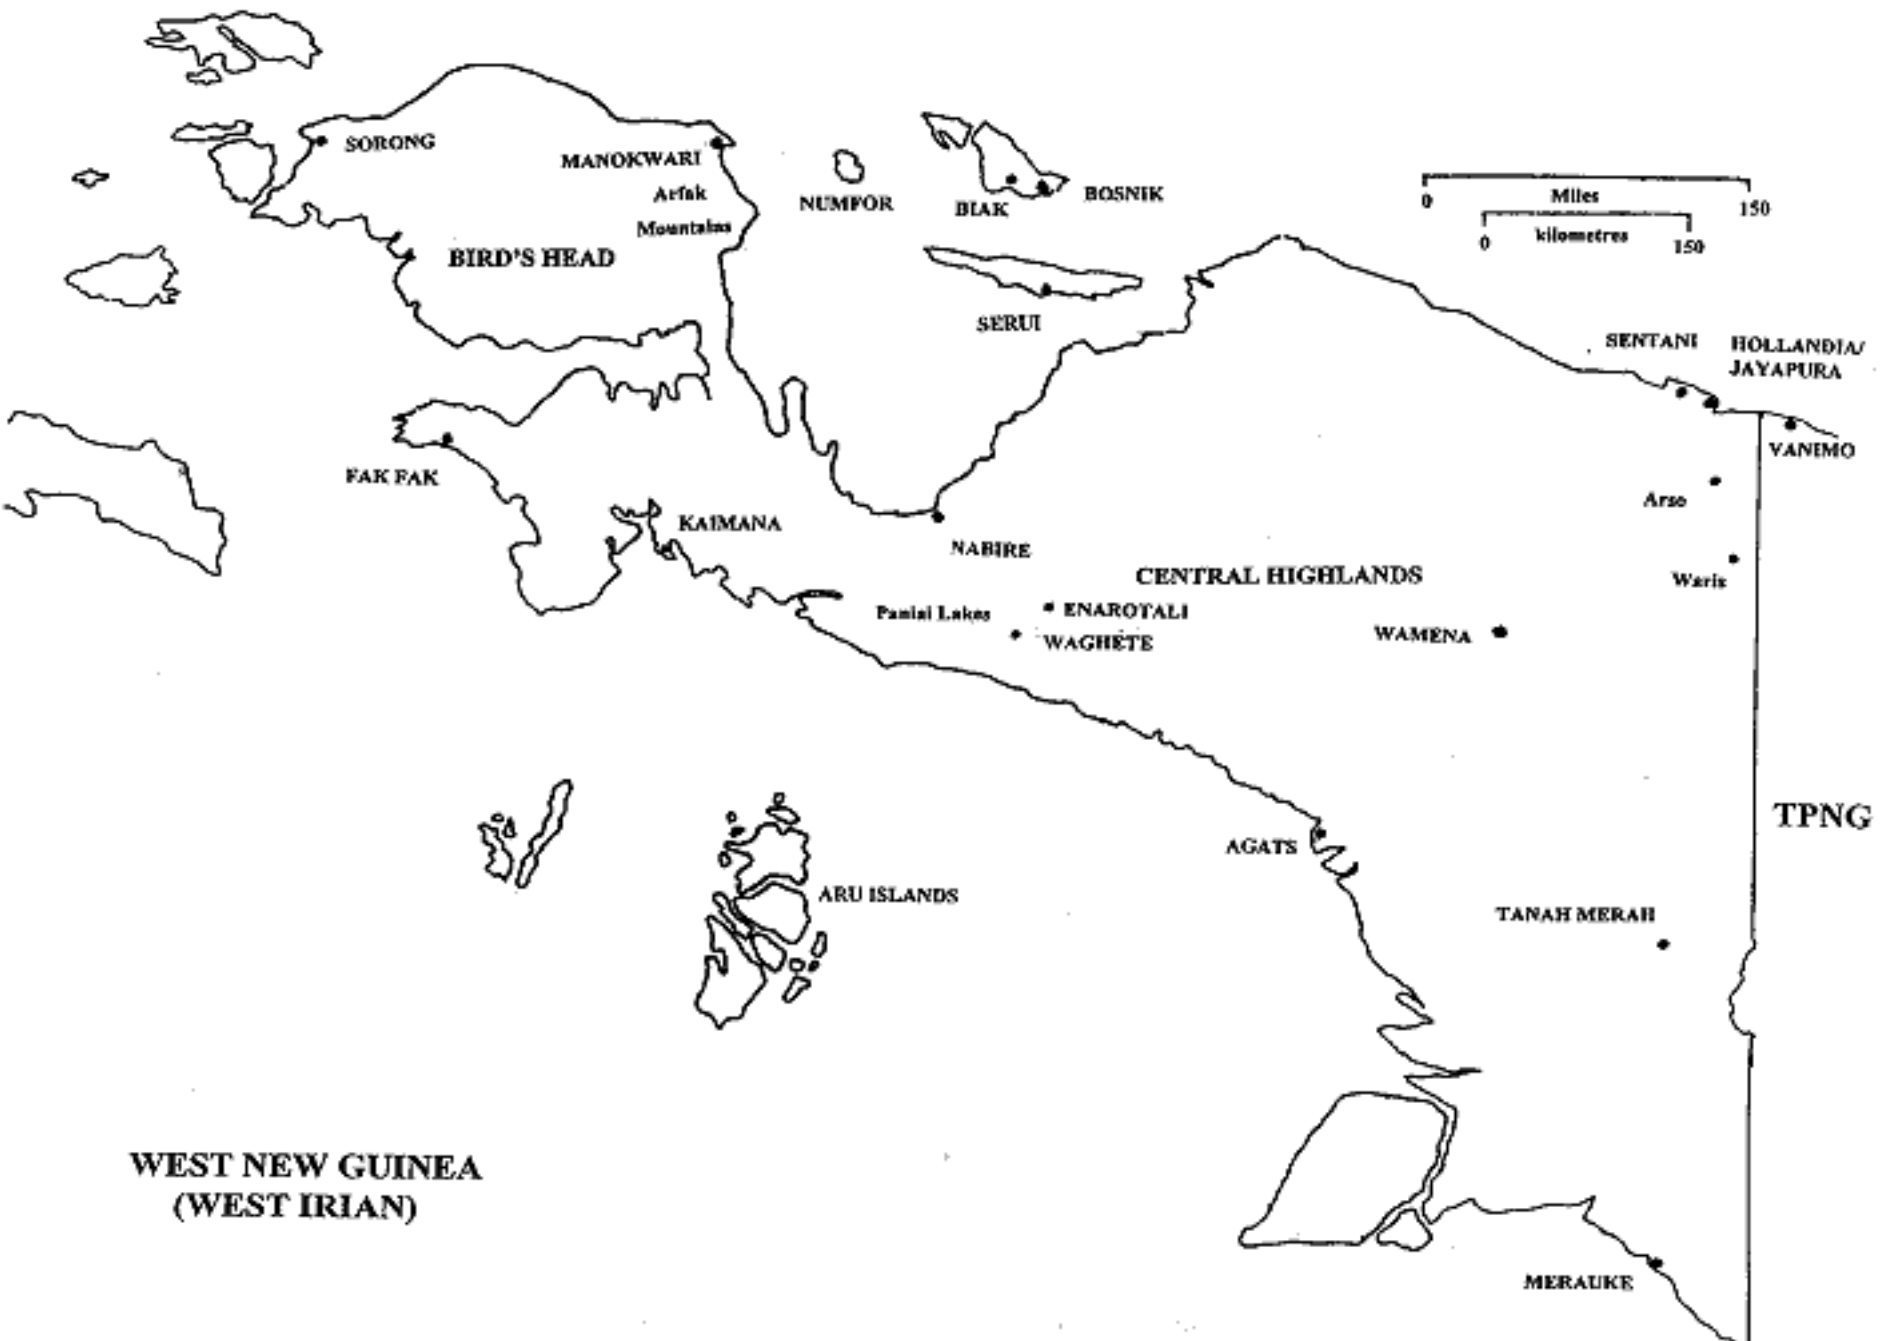 SORONG
MANOKWARI
Arfak
Mountains
BIRD'S HEAD
NUMFOR
BIAK
BOSNIK
SERUI
0 Miles 150
0 kilometres 150
SENTANI
HOLLANDIA/
JAYAPURA
VANIMO
FAK FAK
KAIMANA
NABIRE
Arso
Waris
CENTRAL HIGHLANDS
Paniai Lakes
ENAROTALI
WAGHETE
WAMENA
TPNG
AGATS
ARU ISLANDS
TANAH MERAH
WEST NEW GUINEA
(WEST IRIAN)
MERAUKE